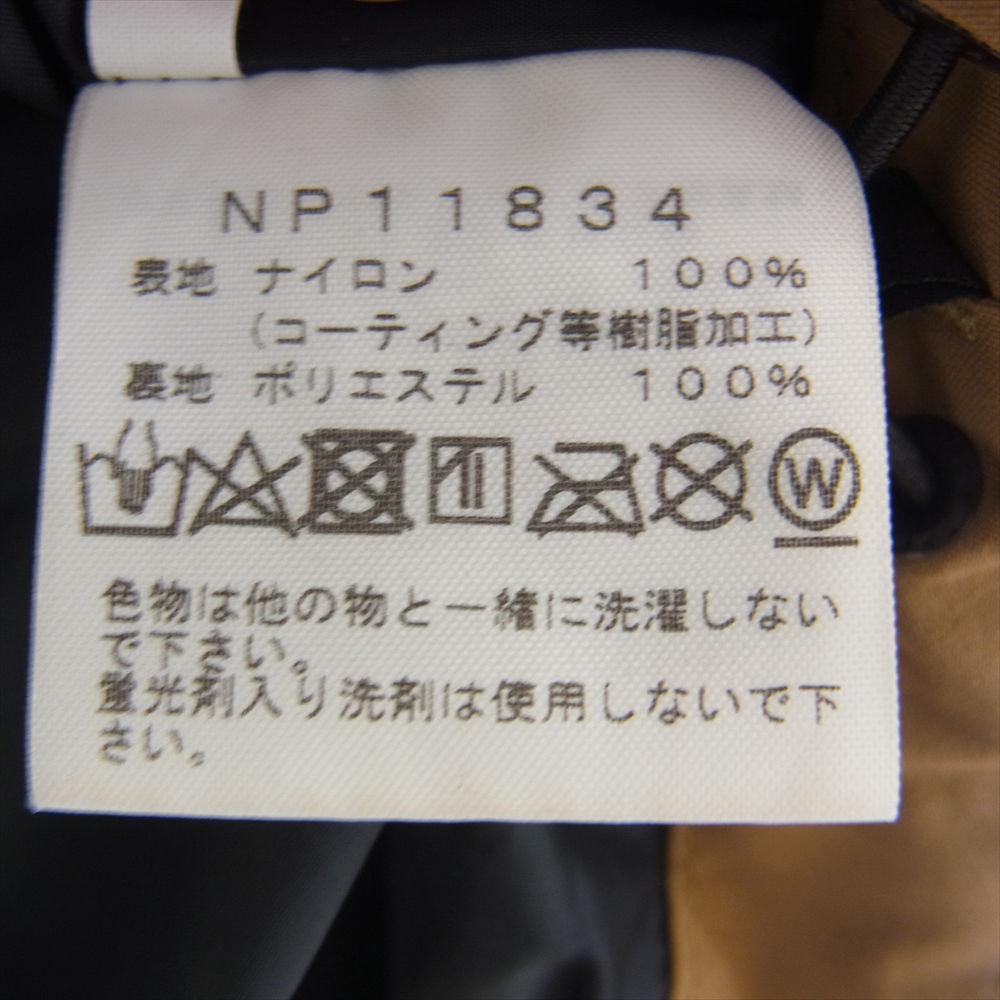 NP11834
表地 ナイロン 100%
(コーティング等樹脂加工)
裏地 ポリエステル 100%
W
色物は他の物と一緒に洗濯しない
で下さい。
蛍光剤入り洗剤は使用しないで下
さい。